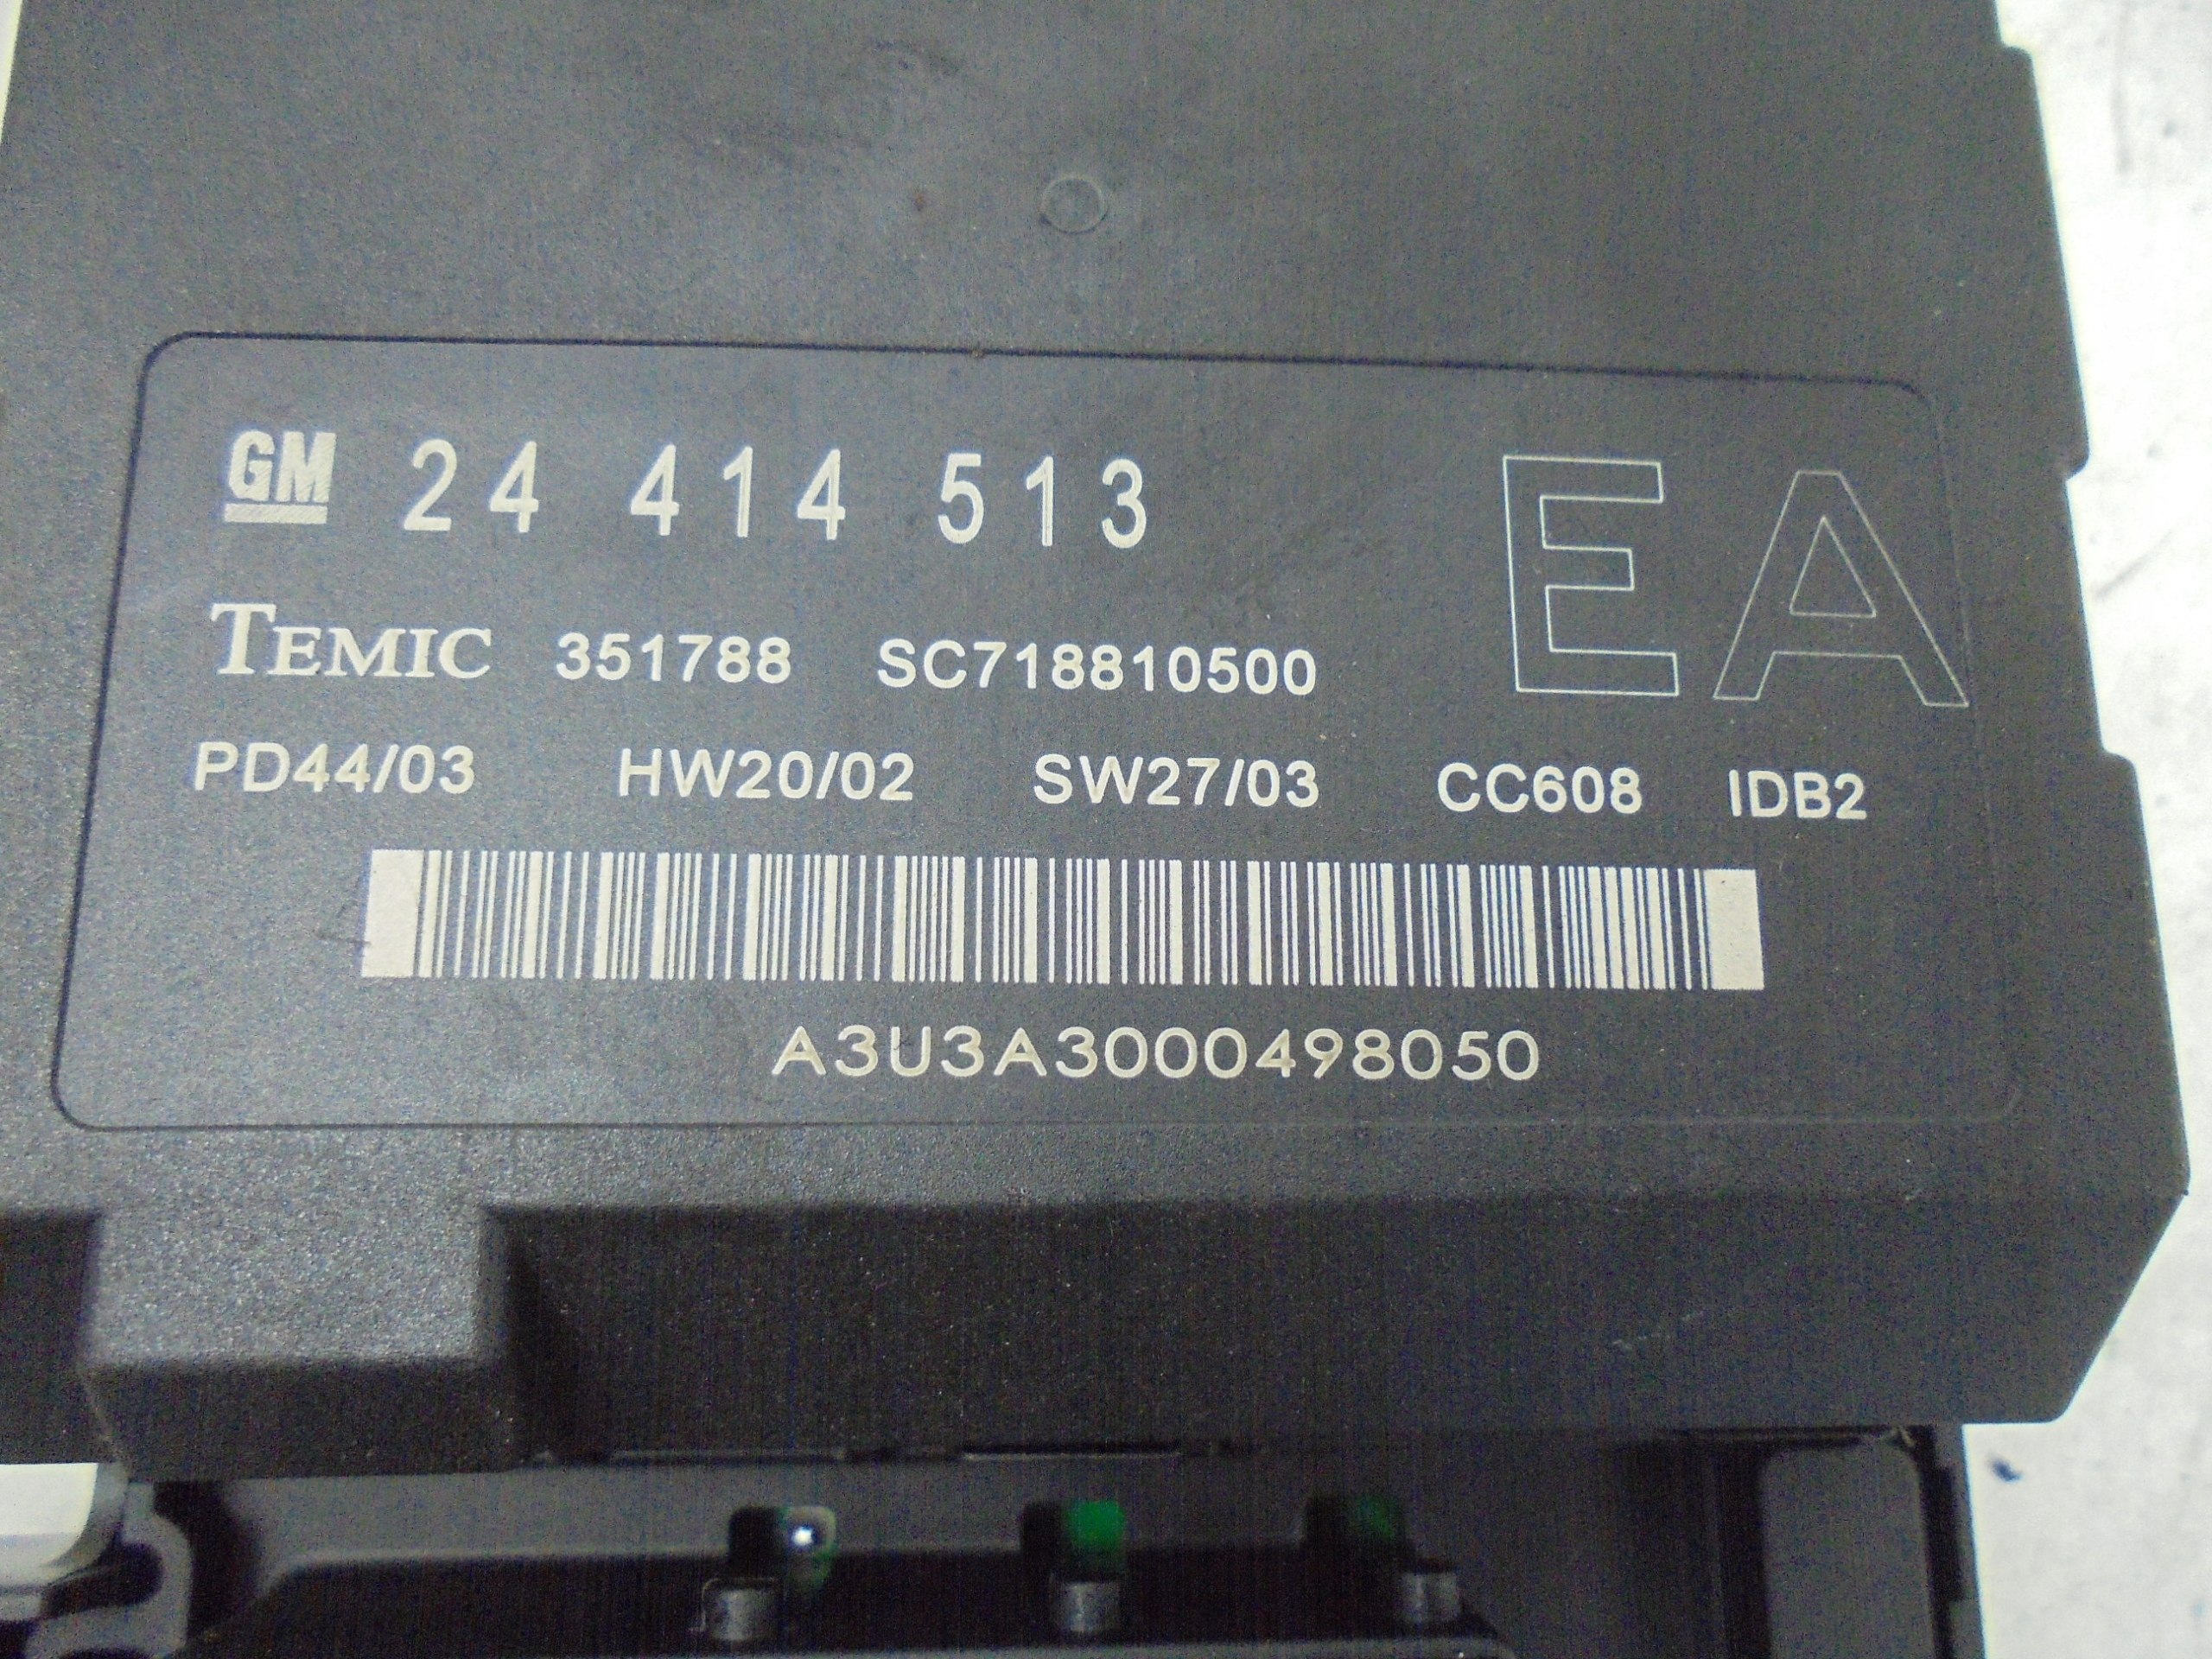 GM 24 414 513 EA
TEMIC 351788 SC718810500
PD44/03 HW20/02 SW27/03 CC608 IDB2
A3U3A3000498050